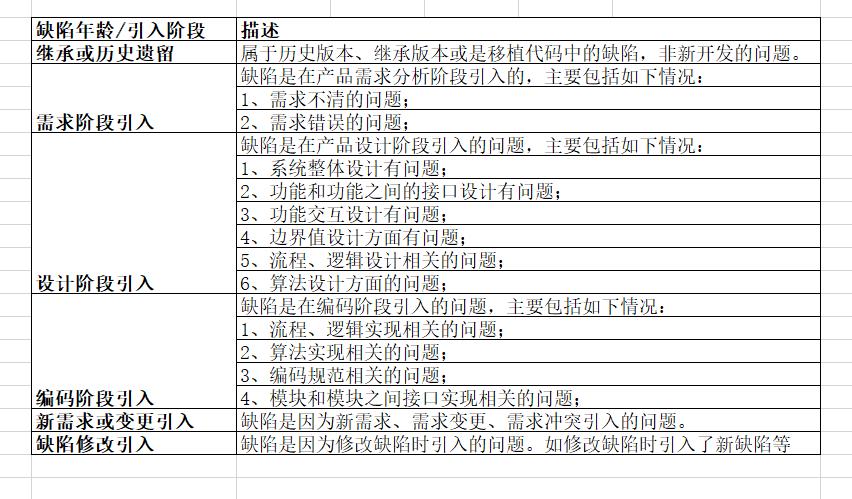 缺陷年龄/引入阶段 描述
继承或历史遗留 属于历史版本、继承版本或是移植代码中的缺陷，非新开发的问题。
缺陷是在产品需求分析阶段引入的，主要包括如下情况：
1、需求不清的问题；
需求阶段引入 2、需求错误的问题；
缺陷是在产品设计阶段引入的问题，主要包括如下情况：
1、系统整体设计有问题；
2、功能和功能之间的接口设计有问题；
3、功能交互设计有问题；
4、边界值设计方面有问题；
5、流程、逻辑设计相关的问题；
设计阶段引入 6、算法设计方面的问题；
缺陷是在编码阶段引入的问题，主要包括如下情况：
1、流程、逻辑实现相关的问题；
2、算法实现相关的问题；
3、编码规范相关的问题；
编码阶段引入 4、模块和模块之间接口实现相关的问题；
新需求或变更引入 缺陷是因为新需求、需求变更、需求冲突引入的问题。
缺陷修改引入 缺陷是因为修改缺陷时引入的问题。如修改缺陷时引入了新缺陷等